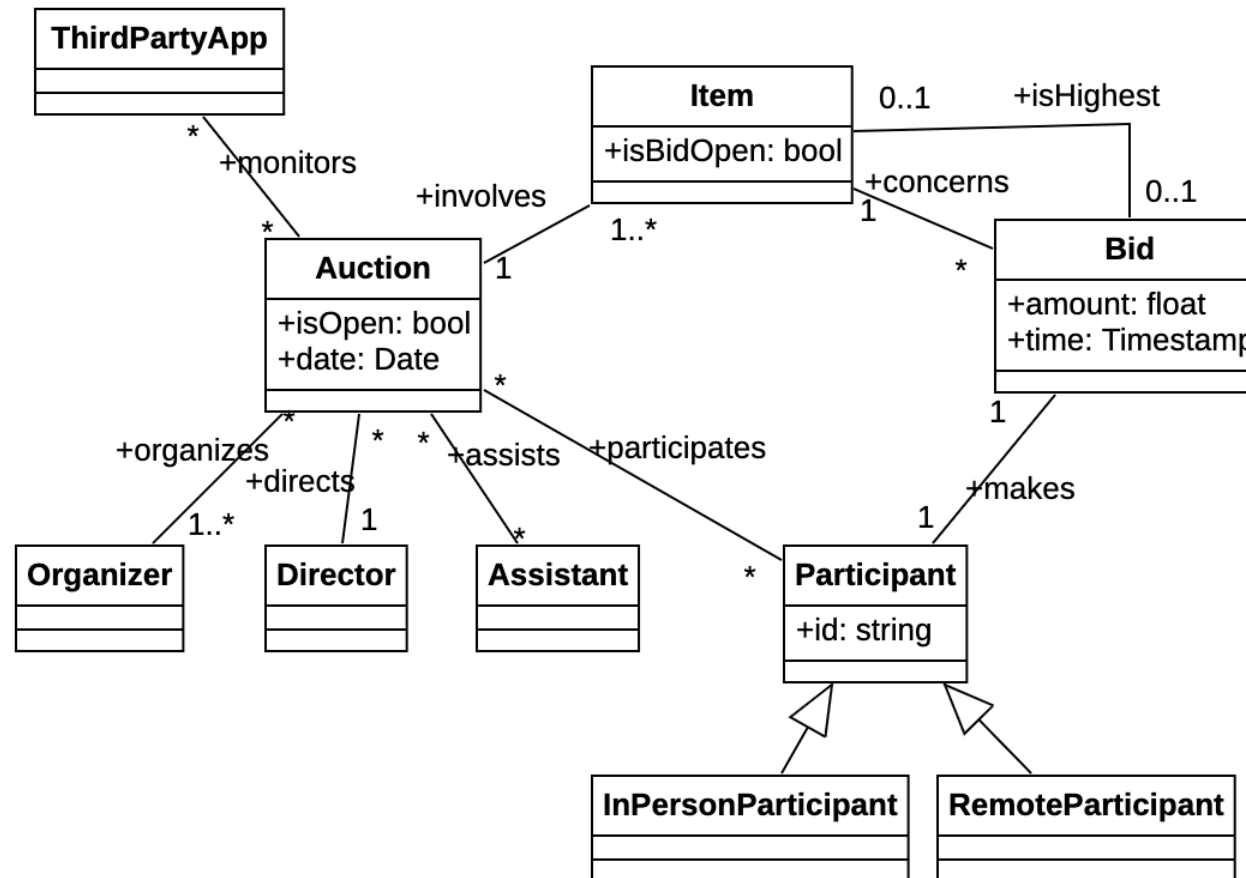 ThirdPartyApp
*
+monitors
*
Item
+isBidOpen: bool
0..1
+isHighest
0..1
+concerns
1
*
+involves
1..*
1
Auction
+isOpen: bool
+date: Date
Bid
+amount: float
+time: Timestamp
*
+organizes
1..*
*
+directs
1
*
+assists
*
*
+participates
*
1
+makes
1
Organizer
Director
Assistant
Participant
+id: string
InPersonParticipant
RemoteParticipant